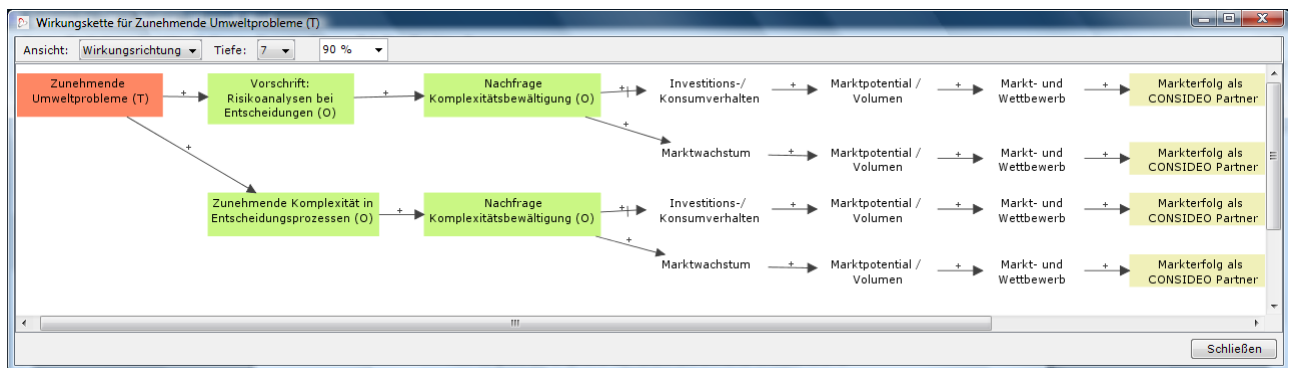 Wirkungskette für Zunehmende Umweltprobleme (T)
Ansicht: Wirkungsrichtung Tiefe: 7 90 %
Zunehmende
Umweltprobleme (T)
+
Vorschrift:
Risikoanalysen bei
Entscheidungen (O)
+
Nachfrage
Komplexitätsbewältigung (O)
+
Investitions-/
Konsumverhalten
+
Marktpotential /
Volumen
+
Markt- und
Wettbewerb
+
Markterfolg als
CONSIDEO Partner
+
Marktwachstum
+
Marktpotential /
Volumen
+
Markt- und
Wettbewerb
+
Markterfolg als
CONSIDEO Partner
+
Zunehmende Komplexität in
Entscheidungsprozessen (O)
+
Nachfrage
Komplexitätsbewältigung (O)
+
Investitions-/
Konsumverhalten
+
Marktpotential /
Volumen
+
Markt- und
Wettbewerb
+
Markterfolg als
CONSIDEO Partner
+
Marktwachstum
+
Marktpotential /
Volumen
+
Markt- und
Wettbewerb
+
Markterfolg als
CONSIDEO Partner
Schließen